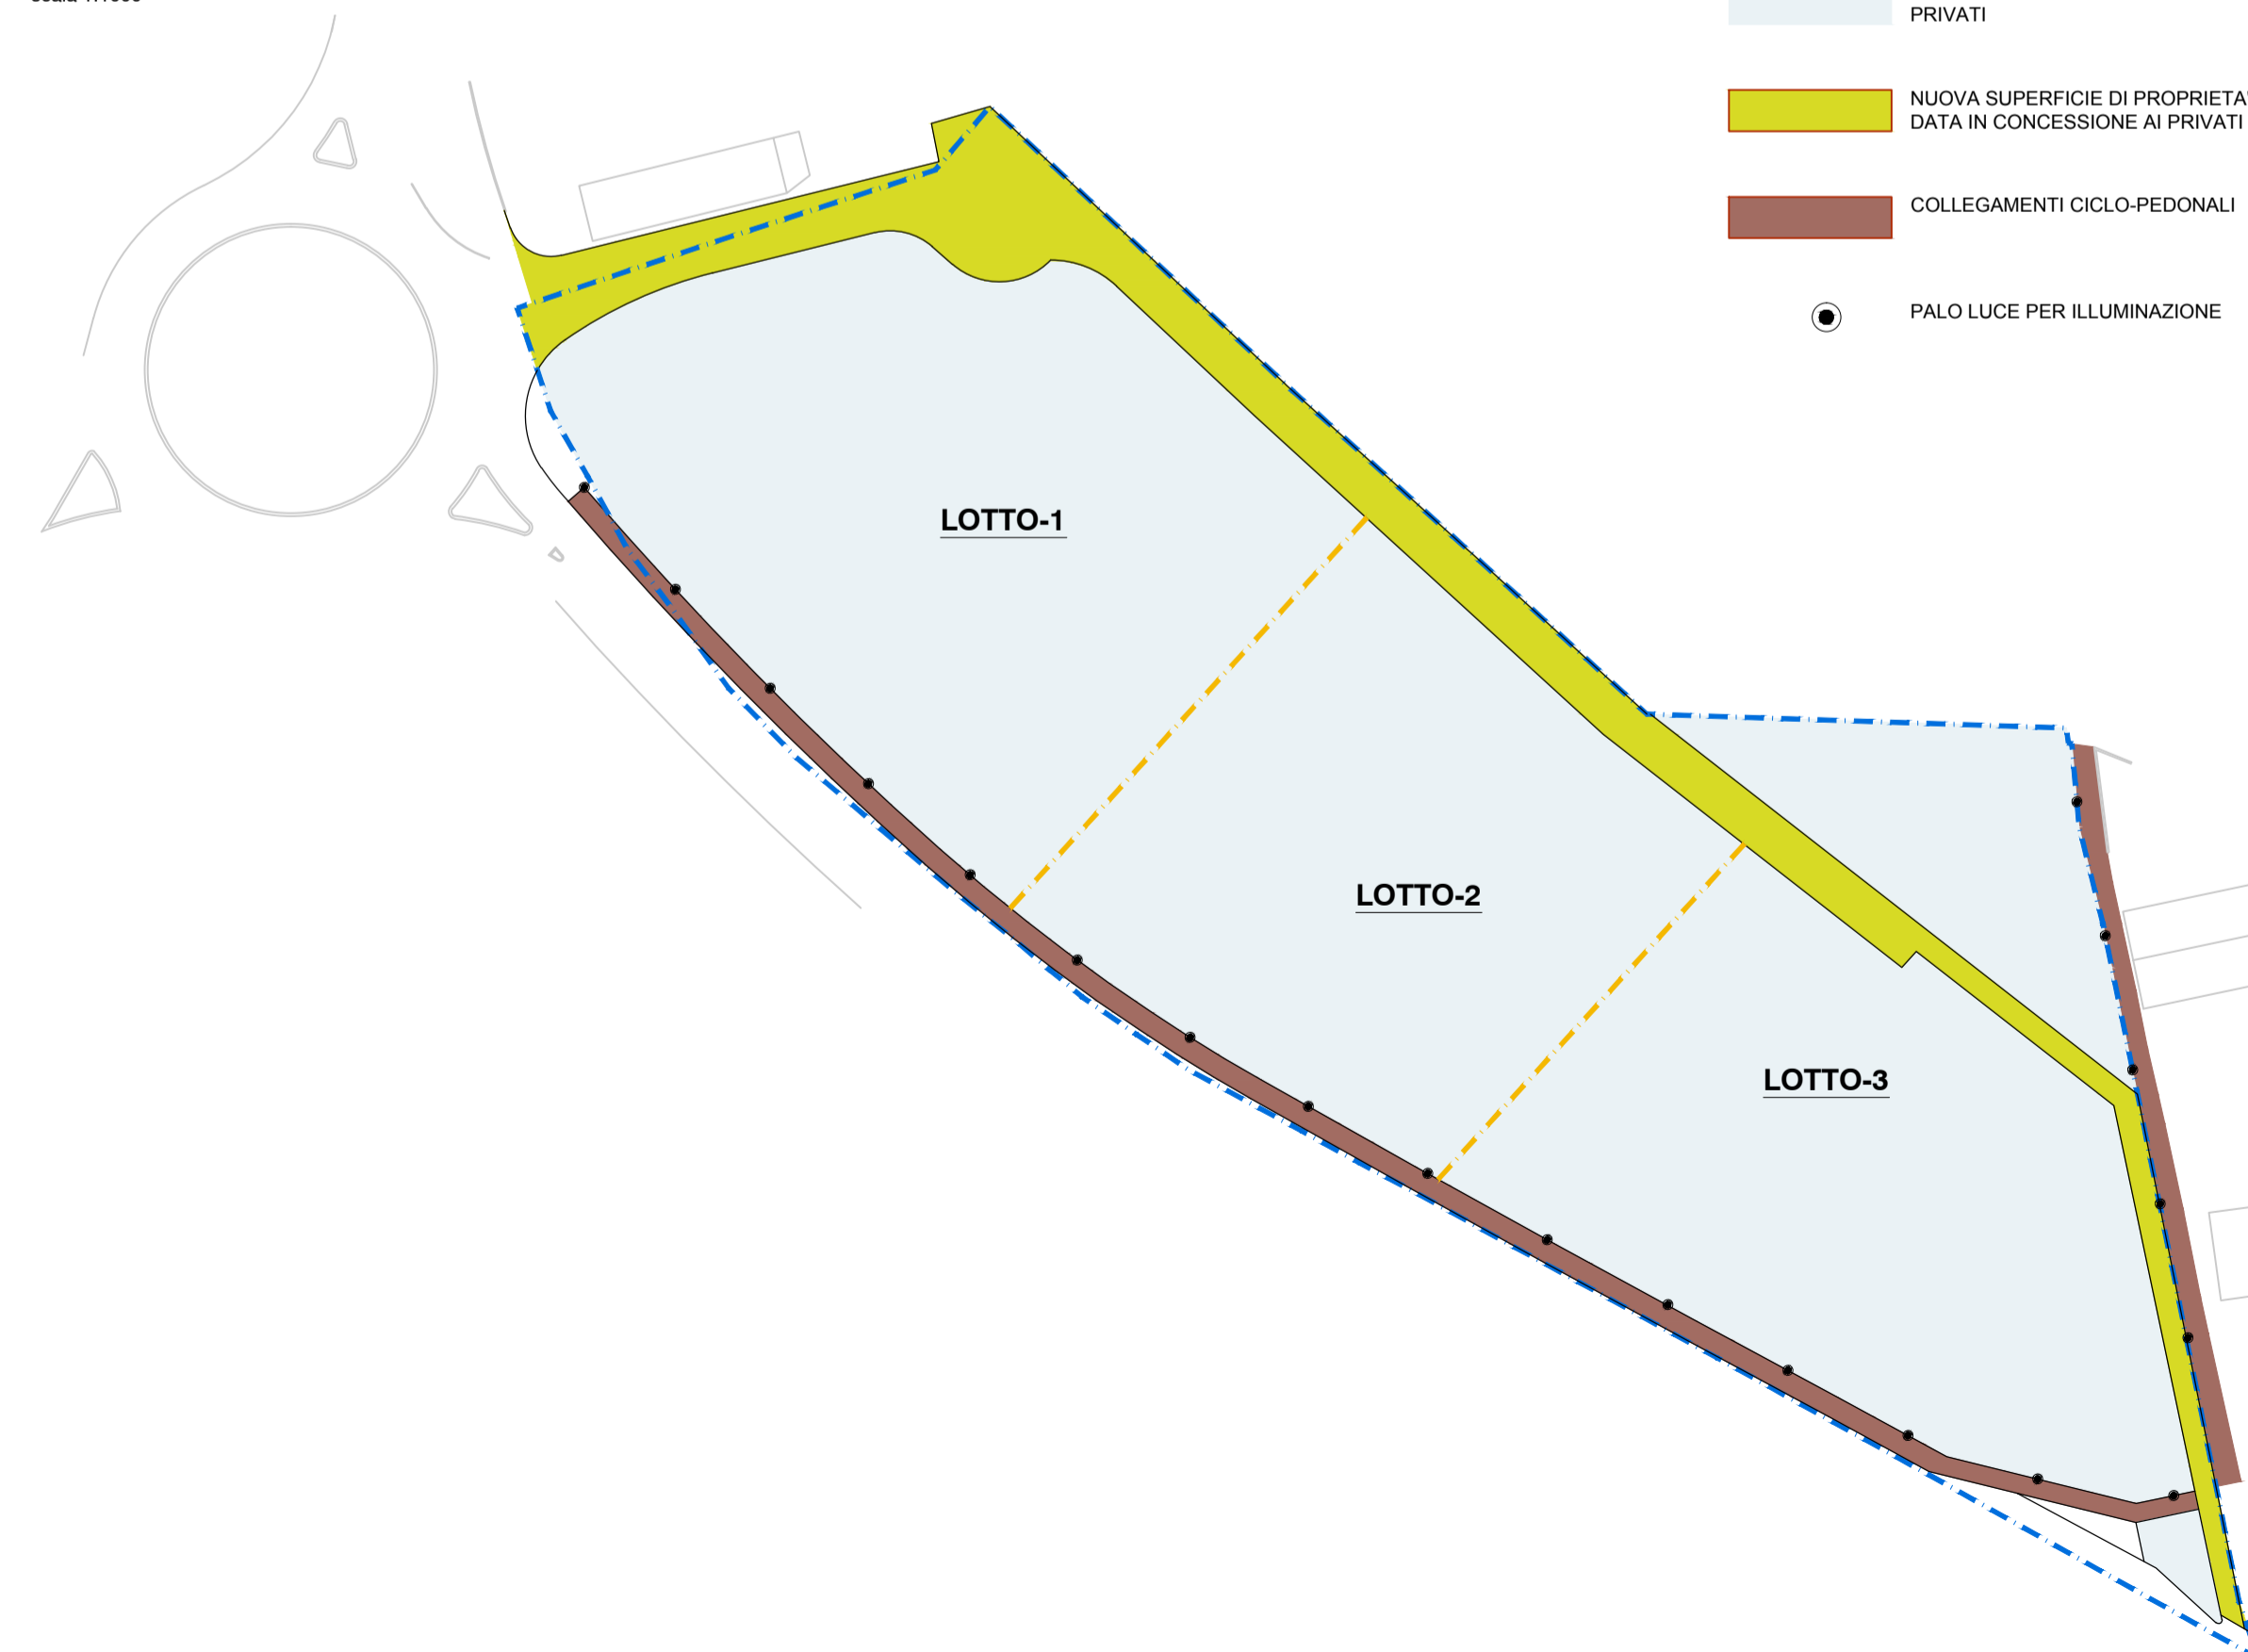 PRIVATI
NUOVA SUPERFICIE DI PROPRIETA'
DATA IN CONCESSIONE AI PRIVATI
COLLEGAMENTI CICLO-PEDONALI
PALO LUCE PER ILLUMINAZIONE
LOTTO-1
LOTTO-2
LOTTO-3